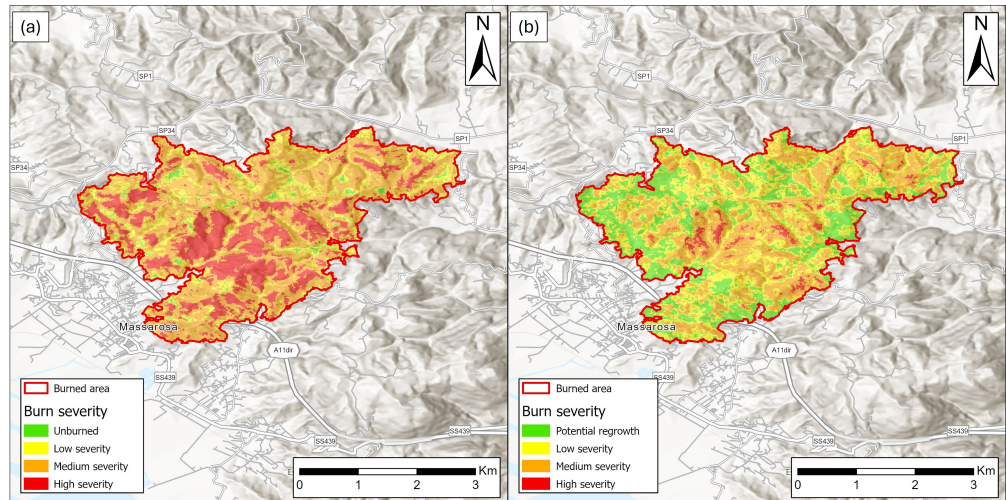 (a)
N
SP1
SP34
SP1
SP34
Massarosa
A11dir
SS439
SS439
SS439
Burned area
Burn severity
Unburned
Low severity
Medium severity
High severity
Km
0 1 2 3
(b)
N
SP1
SP34
SP1
SP34
Massarosa
A11dir
SS439
SS439
SS439
Burned area
Burn severity
Potential regrowth
Low severity
Medium severity
High severity
Km
0 1 2 3